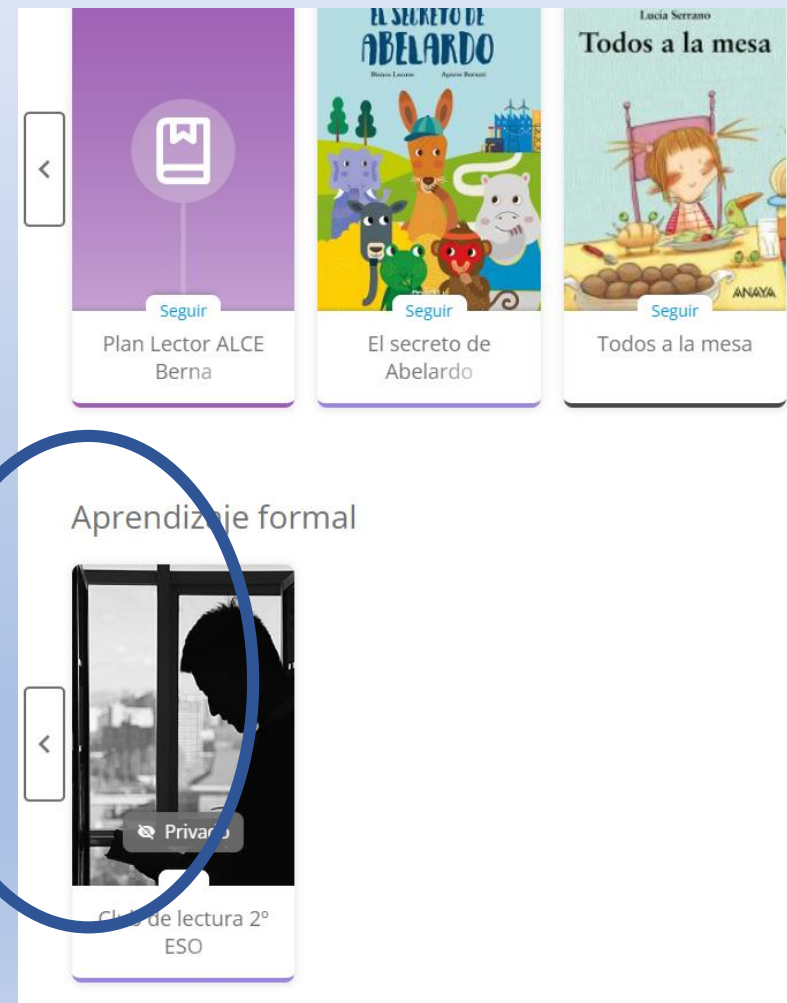 EL SECRETO DE
ABELARDO
Lucía Serrano
Todos a la mesa
ANAYA
Seguir
Seguir
Seguir
Plan Lector ALCE
Berna
El secreto de
Abelardo
Todos a la mesa
Aprendizaje formal
Privado
Club de lectura 2º
ESO